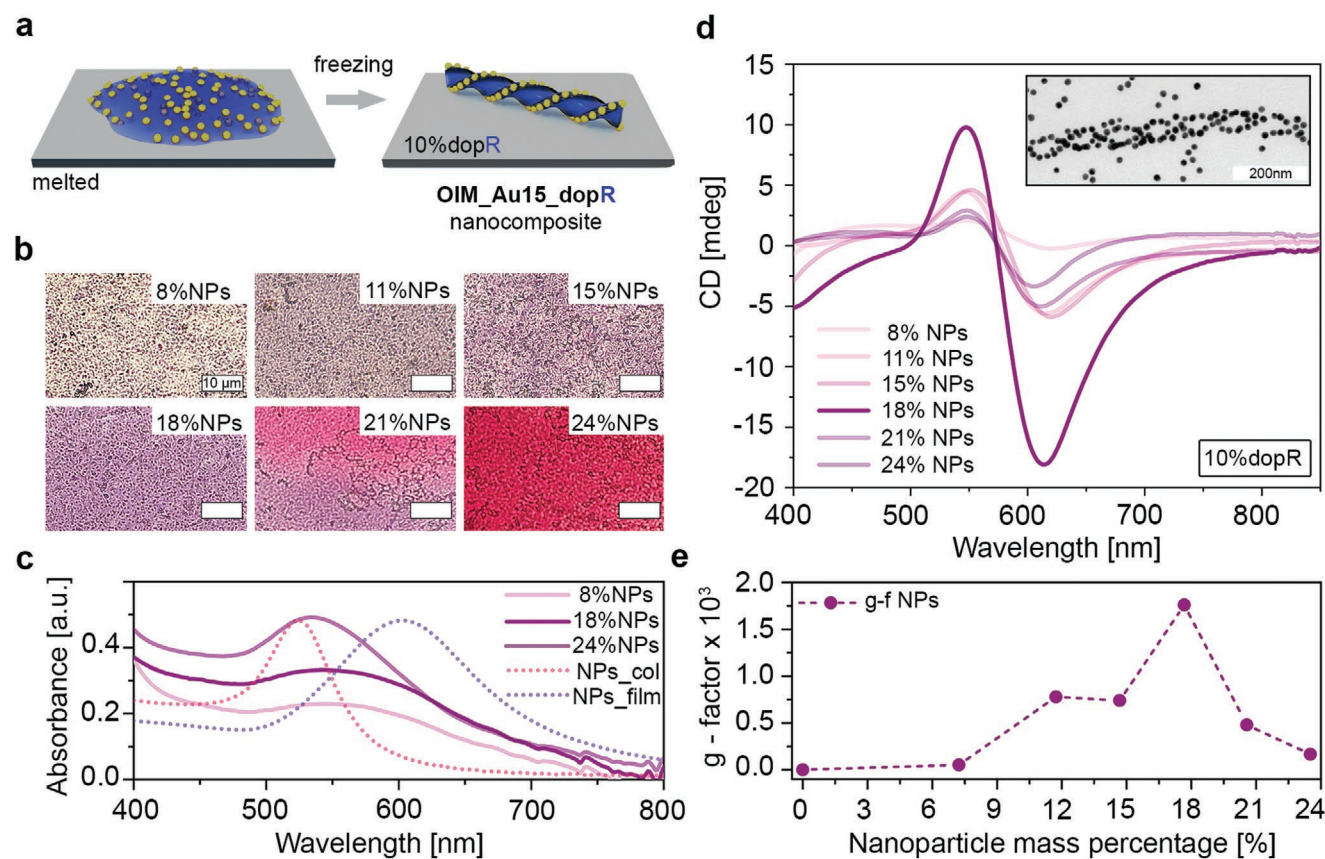 a
melted
freezing
10%dopR
OIM_Au15_dopR
nanocomposite
b
8%NPs
10 μm
11%NPs
15%NPs
18%NPs
21%NPs
24%NPs
c
Absorbance [a.u.]
0.4
0.2
0.0
400
500
600
700
800
Wavelength [nm]
8%NPs
18%NPs
24%NPs
NPs_col
NPs_film
d
CD [mdeg]
15
10
5
0
-5
-10
-15
-20
400
500
600
700
800
Wavelength [nm]
200nm
8% NPs
11% NPs
15% NPs
18% NPs
21% NPs
24% NPs
10%dopR
e
g - factor x 10³
2.0
1.5
1.0
0.5
0.0
0
3
6
9
12
15
18
21
24
Nanoparticle mass percentage [%]
g-f NPs